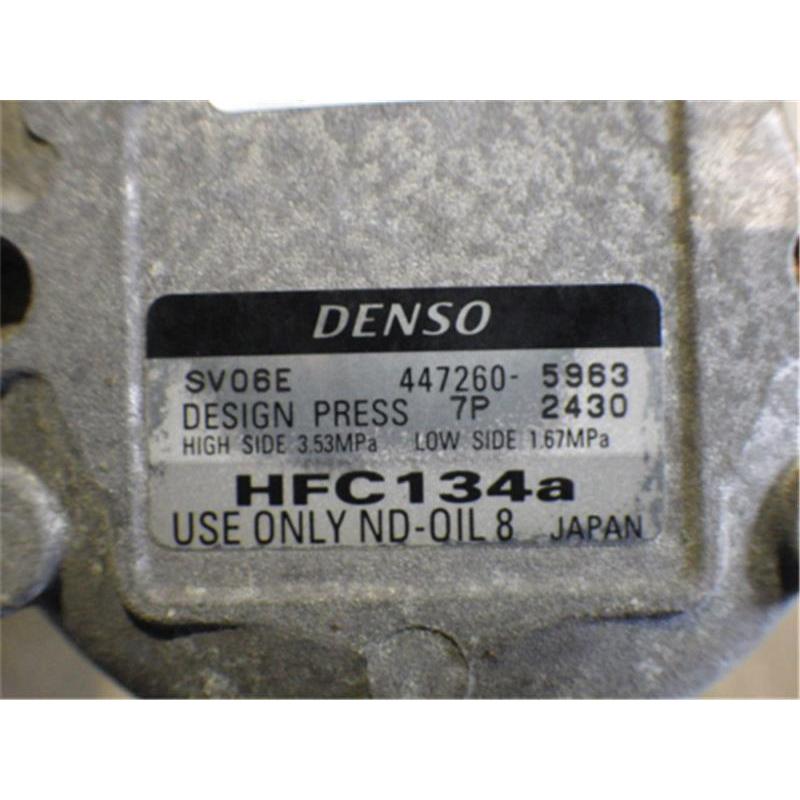 DENSO
SV06E 447260- 5963
DESIGN PRESS 7P 2430
HIGH SIDE 3.53MPa LOW SIDE 1.67MPa
HFC134a
USE ONLY ND-OIL 8 JAPAN